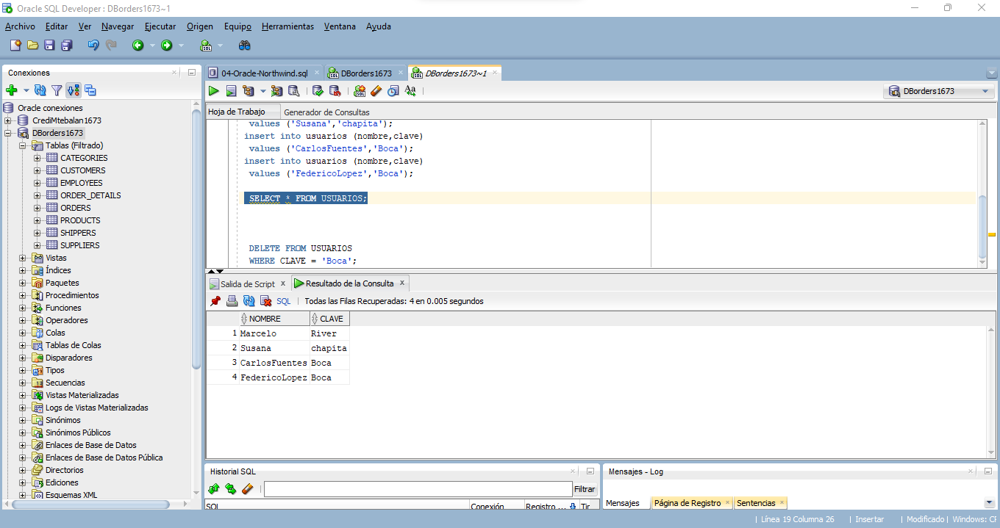 Oracle SQL Developer : DBorders1673~1
Archivo Editar Ver Navegar Ejecutar Origen Equipo Herramientas Ventana Ayuda
Conexiones
Oracle conexiones
CrediMtebalan1673
DBorders1673
Tablas (Filtrado)
CATEGORIES
CUSTOMERS
EMPLOYEES
ORDER_DETAILS
ORDERS
PRODUCTS
SHIPPERS
SUPPLIERS
Vistas
Índices
Paquetes
Procedimientos
Funciones
Operadores
Colas
Tablas de Colas
Disparadores
Tipos
Secuencias
Vistas Materializadas
Logs de Vistas Materializadas
Sinónimos
Sinónimos Públicos
Enlaces de Base de Datos
Enlaces de Base de Datos Pública
Directorios
Ediciones
Esquemas XML
04-Oracle-Northwind.sql DBorders1673 DBorders1673~1
DBorders1673
Hoja de Trabajo Generador de Consultas
values ('Susana','chapita');
insert into usuarios (nombre,clave)
values ('CarlosFuentes','Boca');
insert into usuarios (nombre,clave)
values ('FedericoLopez','Boca');
SELECT * FROM USUARIOS;
DELETE FROM USUARIOS
WHERE CLAVE = 'Boca';
Salida de Script x Resultado de la Consulta x
SQL | Todas las Filas Recuperadas: 4 en 0.005 segundos
NOMBRE CLAVE
1 Marcelo River
2 Susana chapita
3 CarlosFuentes Boca
4 FedericoLopez Boca
Historial SQL
Filtrar
SQL Conexión Registro ... Tir
Mensajes - Log
Mensajes Página de Registro Sentencias
| Línea 19 Columna 26 | Insertar | Modificado | Windows: CF